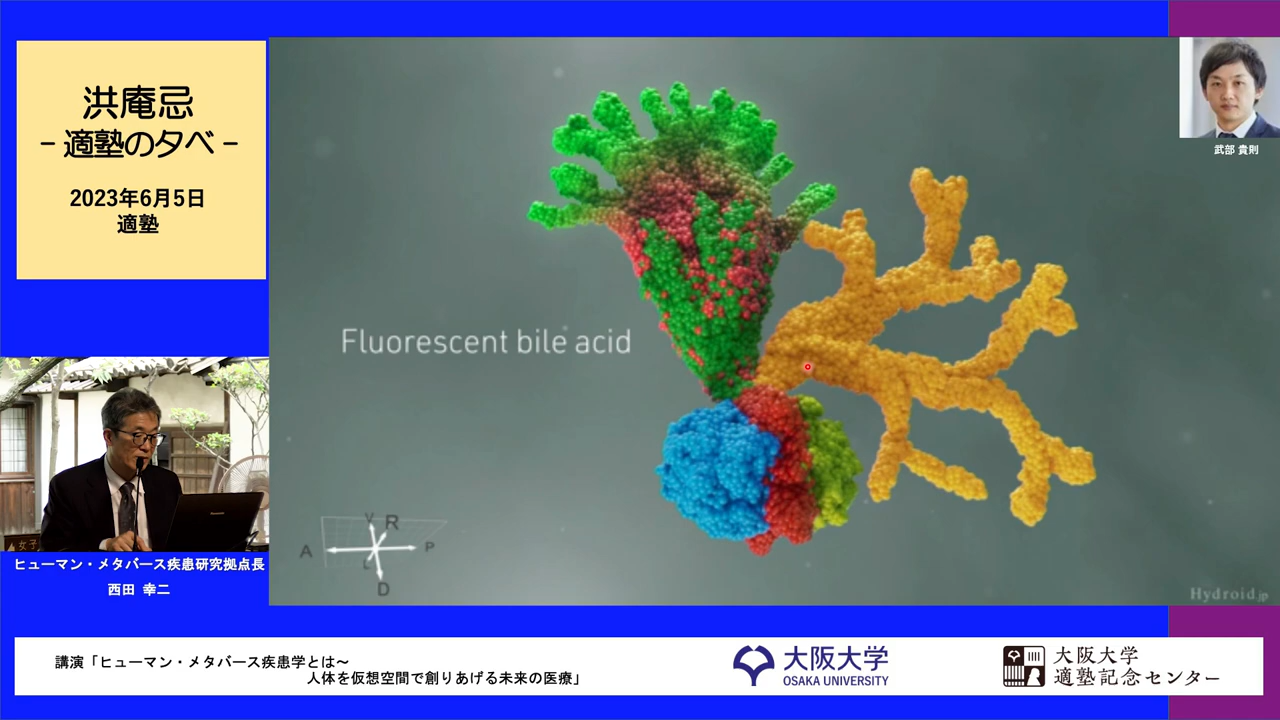 洪庵忌
- 適塾の夕べ -
2023年6月5日
適塾
Fluorescent bile acid
武部 貴則
V
R
A
P
L
D
Hydroid.jp
女子
ヒューマン・メタバース疾患研究拠点長
西田 幸二
講演「ヒューマン・メタバース疾患学とは〜
人体を仮想空間で創りあげる未来の医療」
大阪大学
OSAKA UNIVERSITY
大阪大学
適塾記念センター